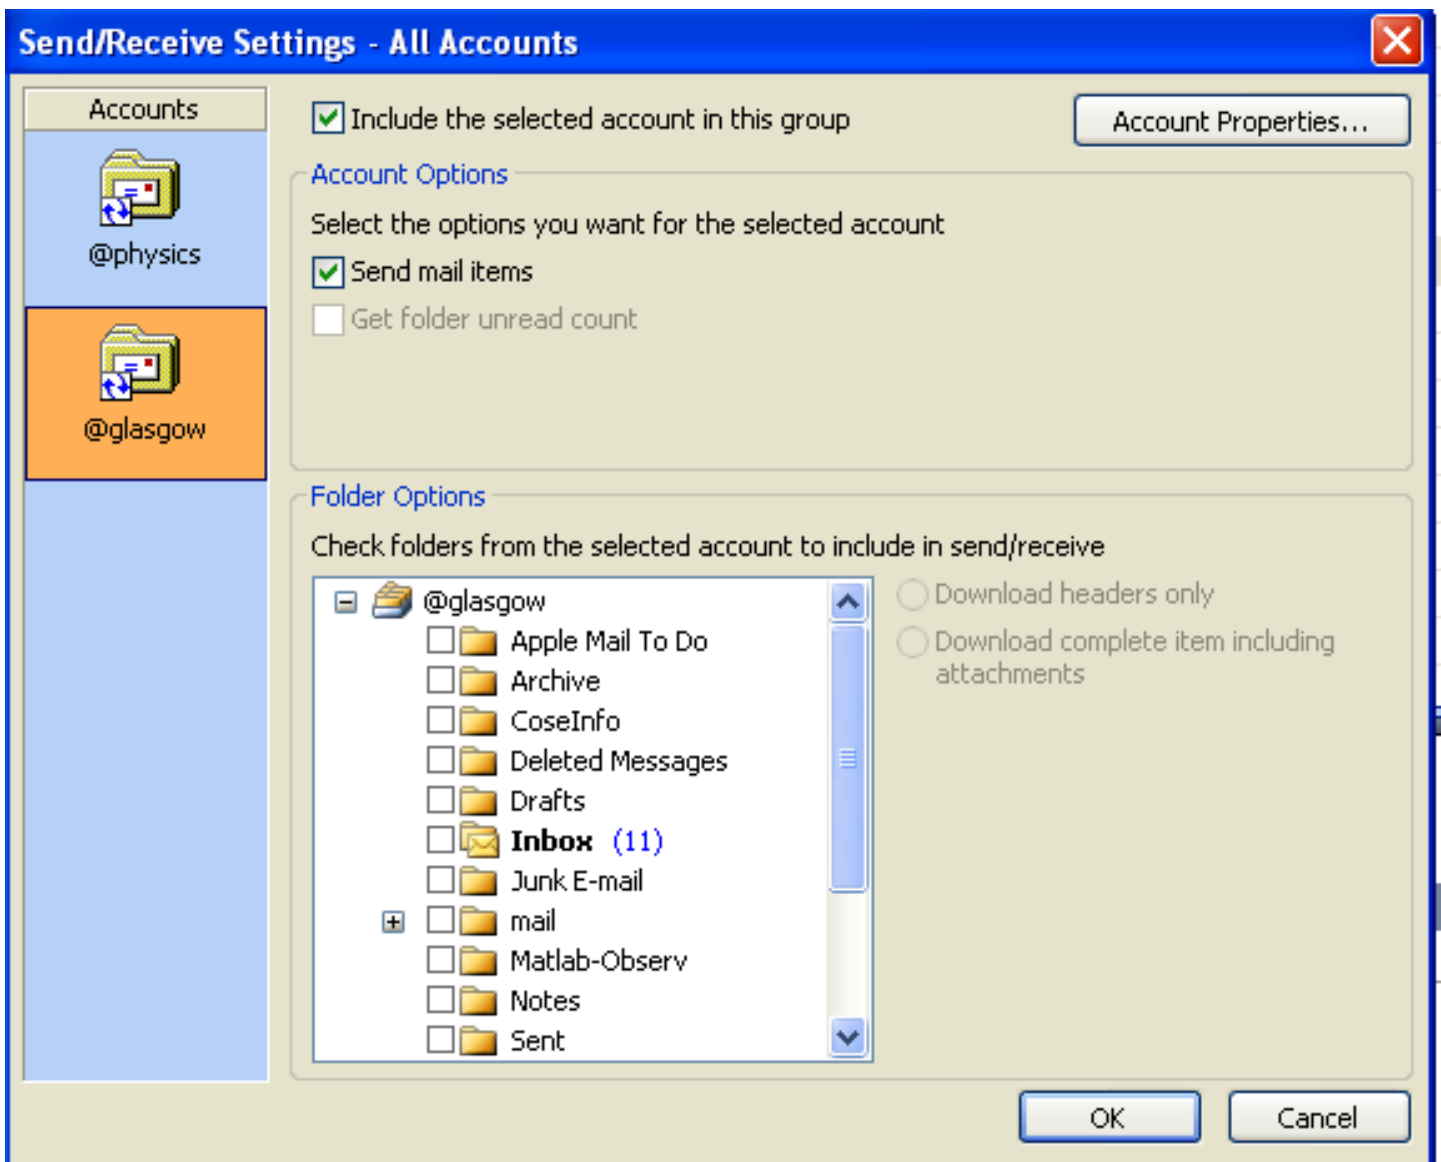 Send/Receive Settings - All Accounts
Accounts
@physics
@glasgow
Include the selected account in this group
Account Properties...
Account Options
Select the options you want for the selected account
Send mail items
Get folder unread count
Folder Options
Check folders from the selected account to include in send/receive
@glasgow
Apple Mail To Do
Archive
CoseInfo
Deleted Messages
Drafts
Inbox (11)
Junk E-mail
mail
Matlab-Observ
Notes
Sent
Download headers only
Download complete item including
attachments
OK
Cancel